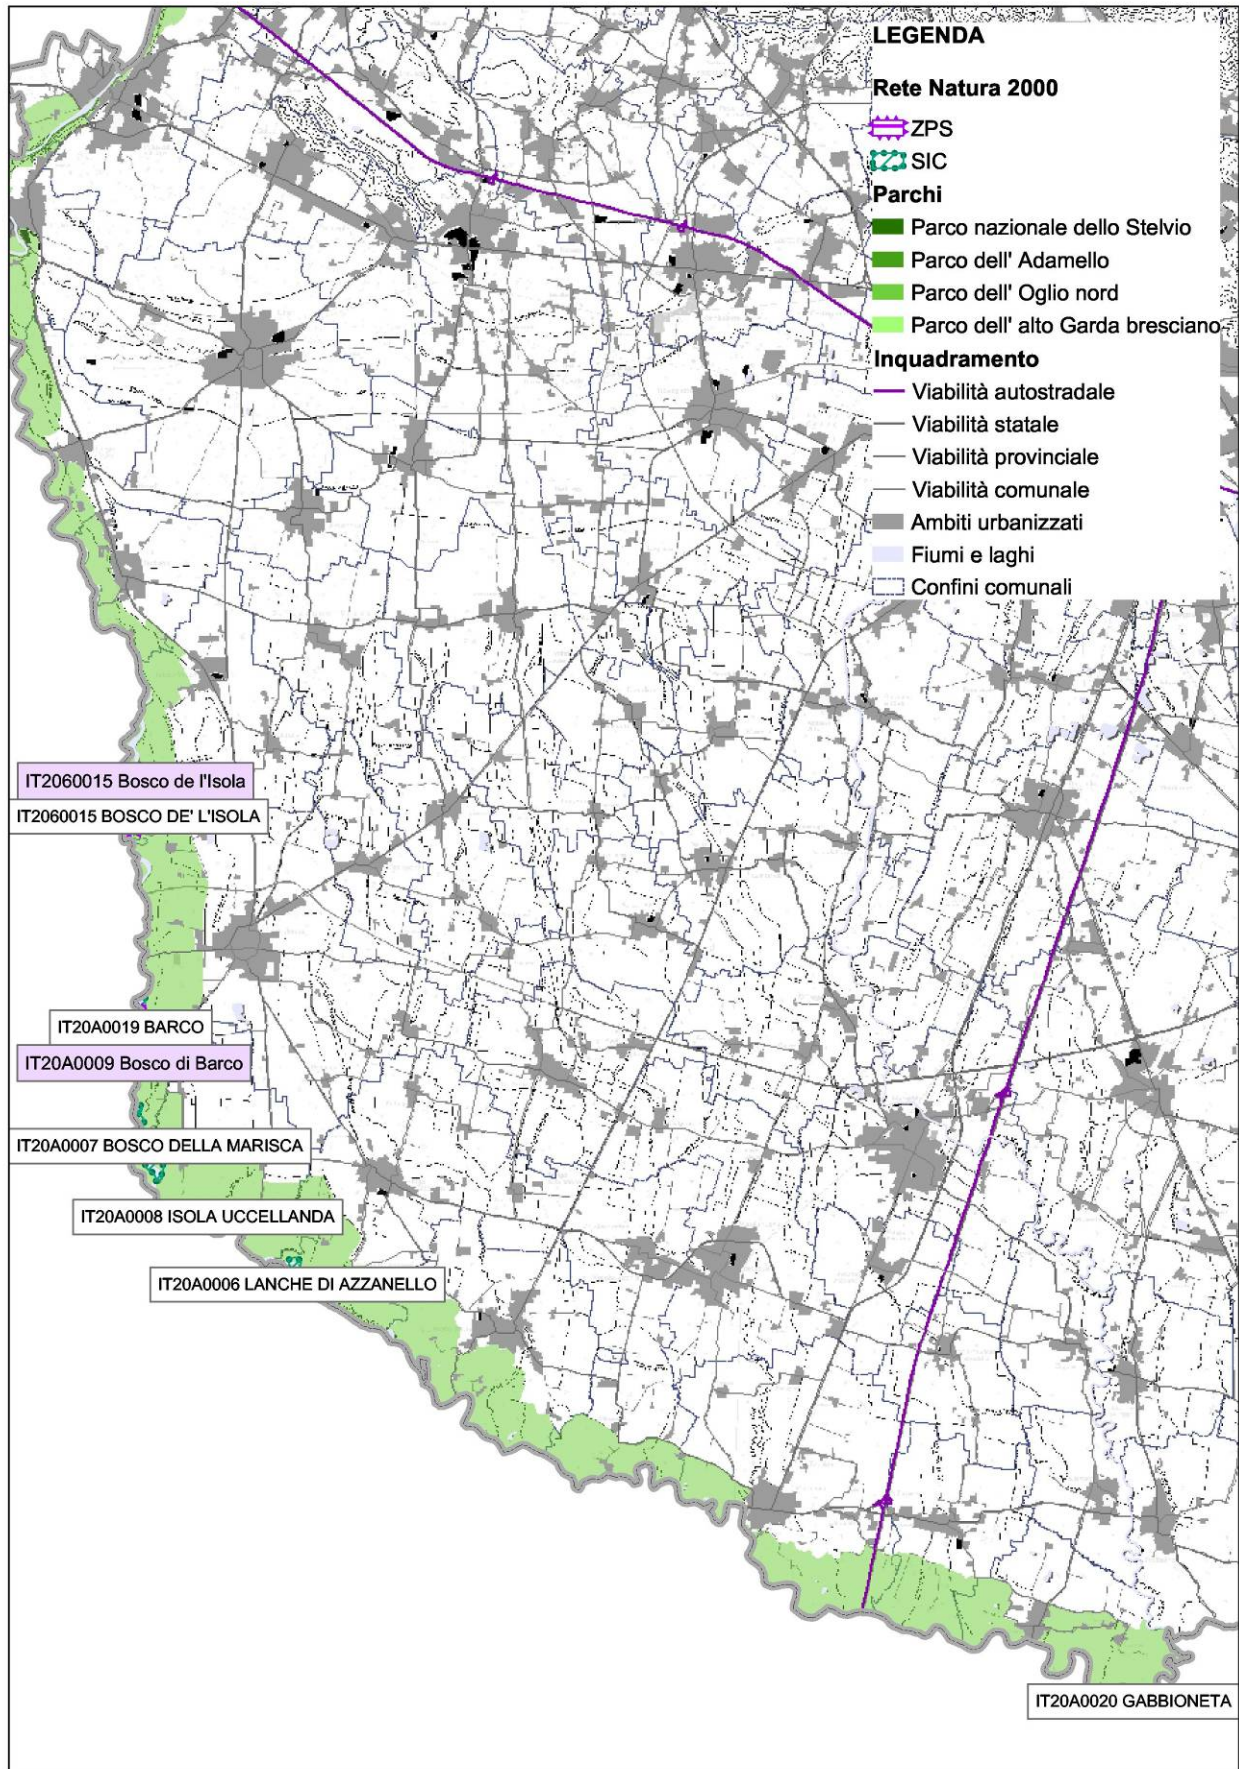 LEGENDA
Rete Natura 2000
ZPS
SIC
Parchi
Parco nazionale dello Stelvio
Parco dell' Adamello
Parco dell' Oglio nord
Parco dell' alto Garda bresciano
Inquadramento
Viabilità autostradale
Viabilità statale
Viabilità provinciale
Viabilità comunale
Ambiti urbanizzati
Fiumi e laghi
Confini comunali
IT2060015 Bosco de l'Isola
IT2060015 BOSCO DE' L'ISOLA
IT20A0019 BARCO
IT20A0009 Bosco di Barco
IT20A0007 BOSCO DELLA MARISCA
IT20A0008 ISOLA UCCELLANDA
IT20A0006 LANCHE DI AZZANELLO
IT20A0020 GABBIONETA